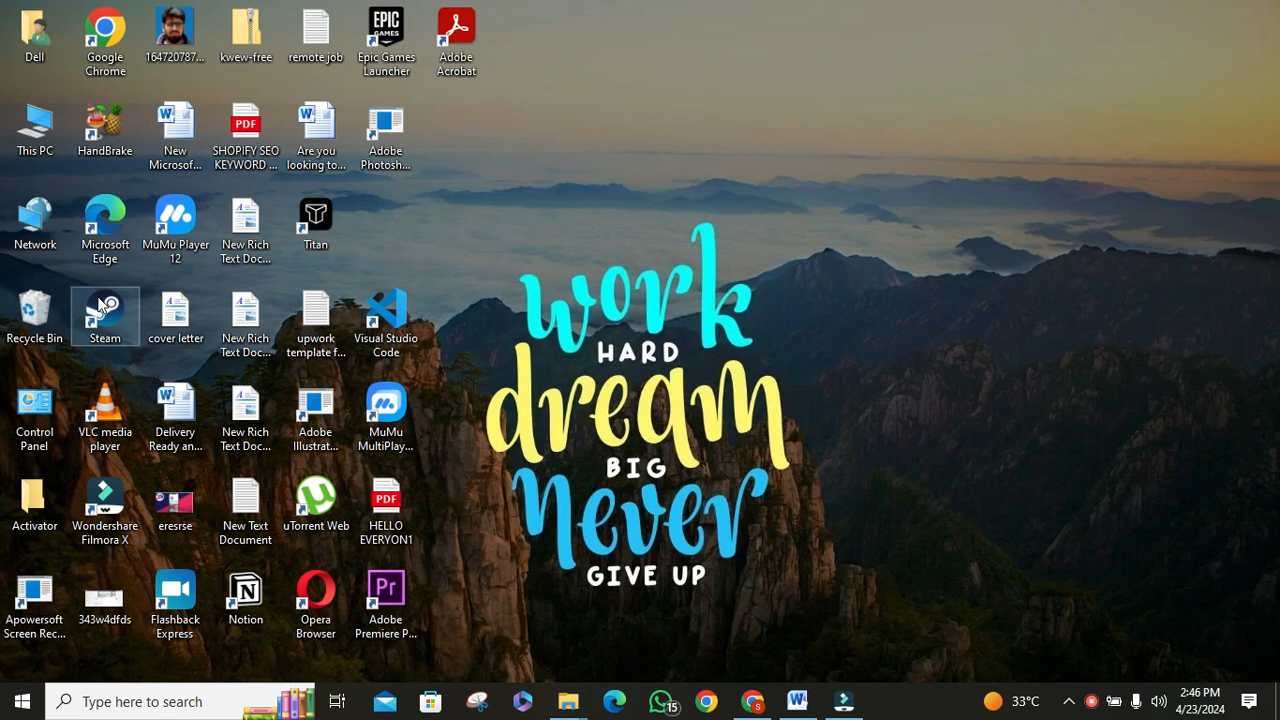 Dell
Google
Chrome
164720787...
kwew-free
remote job
EPIC
GAMES
Epic Games
Launcher
Adobe
Acrobat
This PC
HandBrake
New
Microsof...
PDF
SHOPIFY SEO
KEYWORD ...
Are you
looking to...
Adobe
Photosh...
Network
Microsoft
Edge
MuMu Player
12
New Rich
Text Doc...
Titan
Recycle Bin
Steam
cover letter
New Rich
Text Doc...
upwork
template f...
Visual Studio
Code
Control
Panel
VLC media
player
Delivery
Ready an...
New Rich
Text Doc...
Adobe
Illustrat...
MuMu
MultiPlay...
Activator
Wondershare
Filmora X
eresrse
New Text
Document
uTorrent Web
PDF
HELLO
EVERYON1
Apowersoft
Screen Rec...
343w4dfds
Flashback
Express
Notion
Opera
Browser
Pr
Adobe
Premiere P...
work
HARD
dream
BIG
never
GIVE UP
Type here to search
15
S
33°C
2:46 PM
4/23/2024